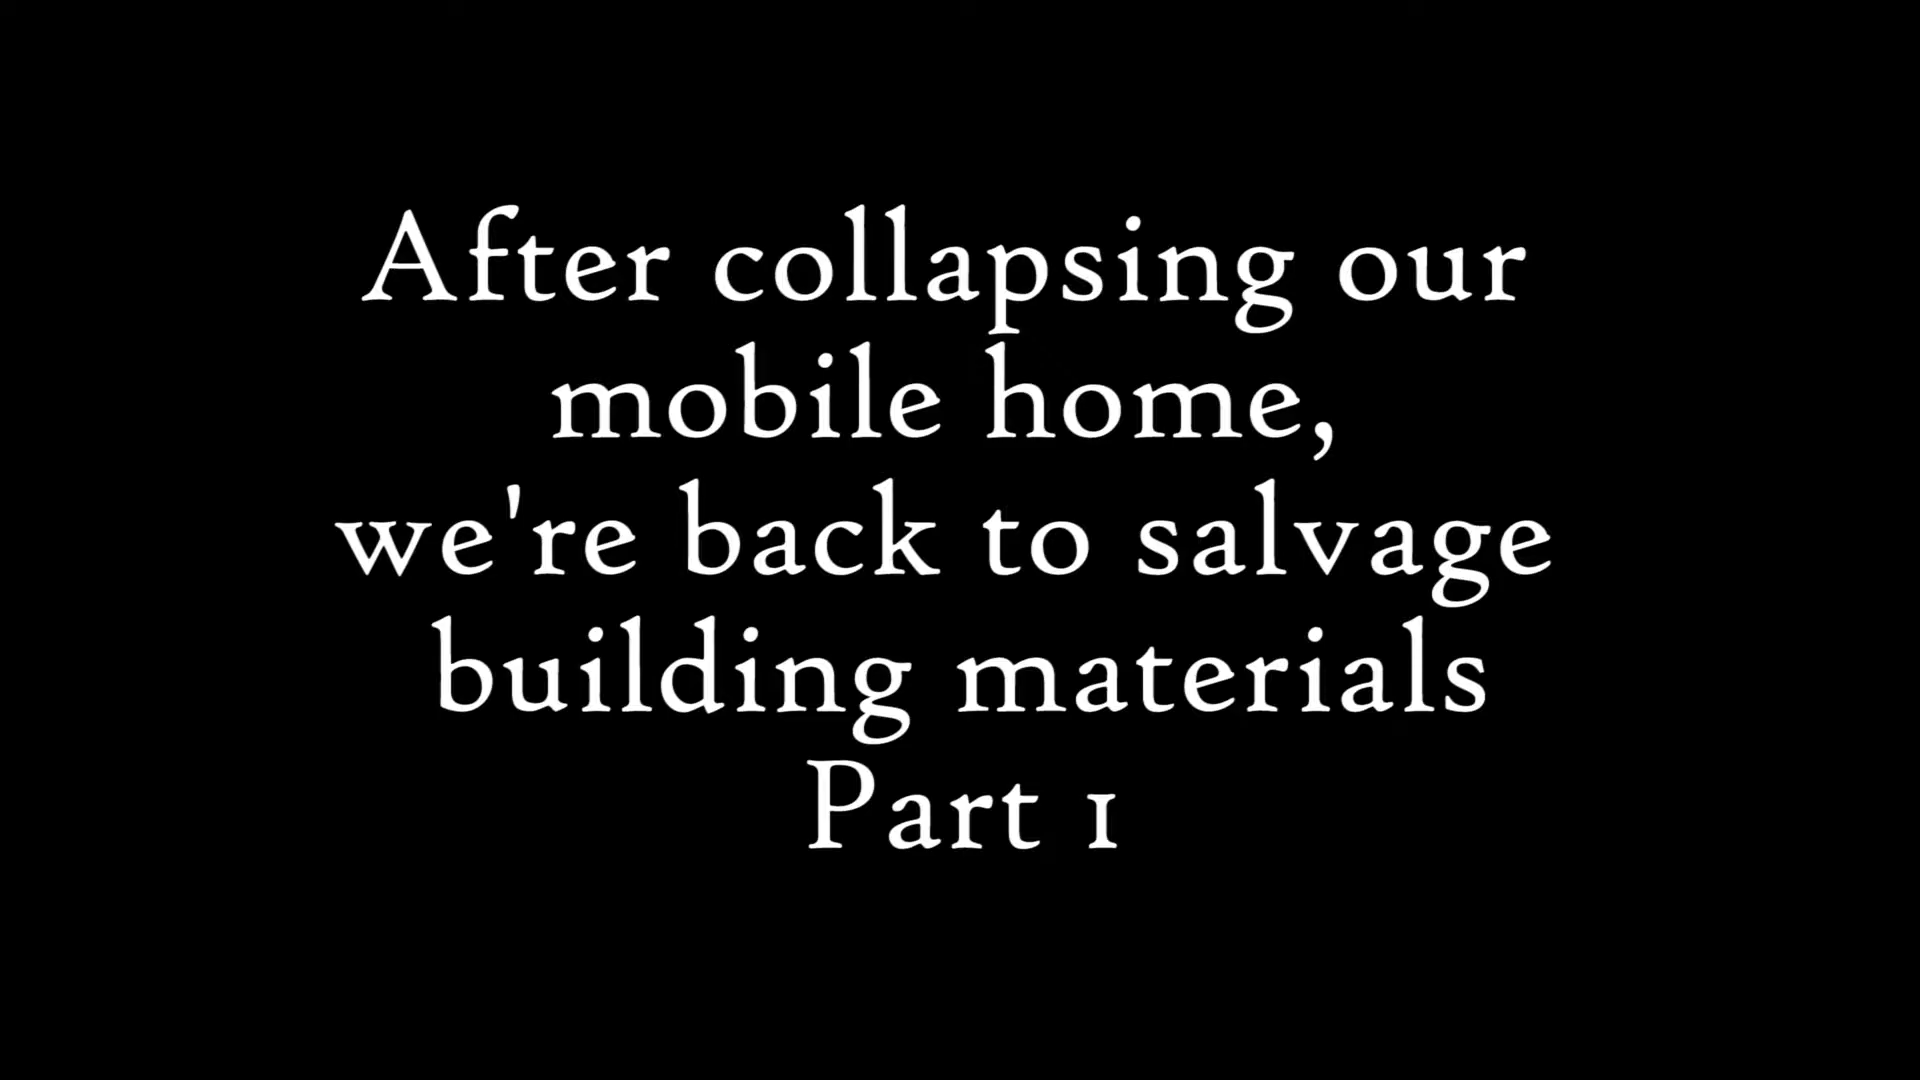 After collapsing our
mobile home,
we're back to salvage
building materials
Part 1